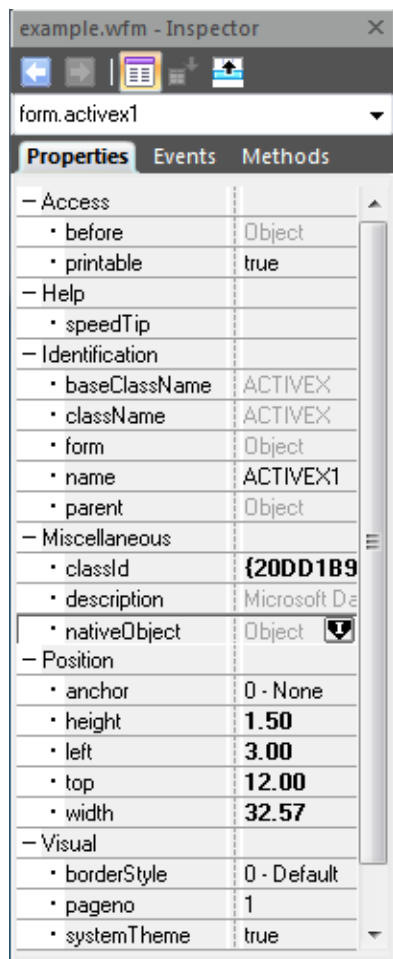 example.wfm - Inspector
form.activex1
Properties Events Methods
Access
before Object
printable true
Help
speedTip
Identification
baseClassName ACTIVEX
className ACTIVEX
form Object
name ACTIVEX1
parent Object
Miscellaneous
classId {20DD1B9
description Microsoft Da
nativeObject Object
Position
anchor 0 - None
height 1.50
left 3.00
top 12.00
width 32.57
Visual
borderStyle 0 - Default
pageno 1
systemTheme true